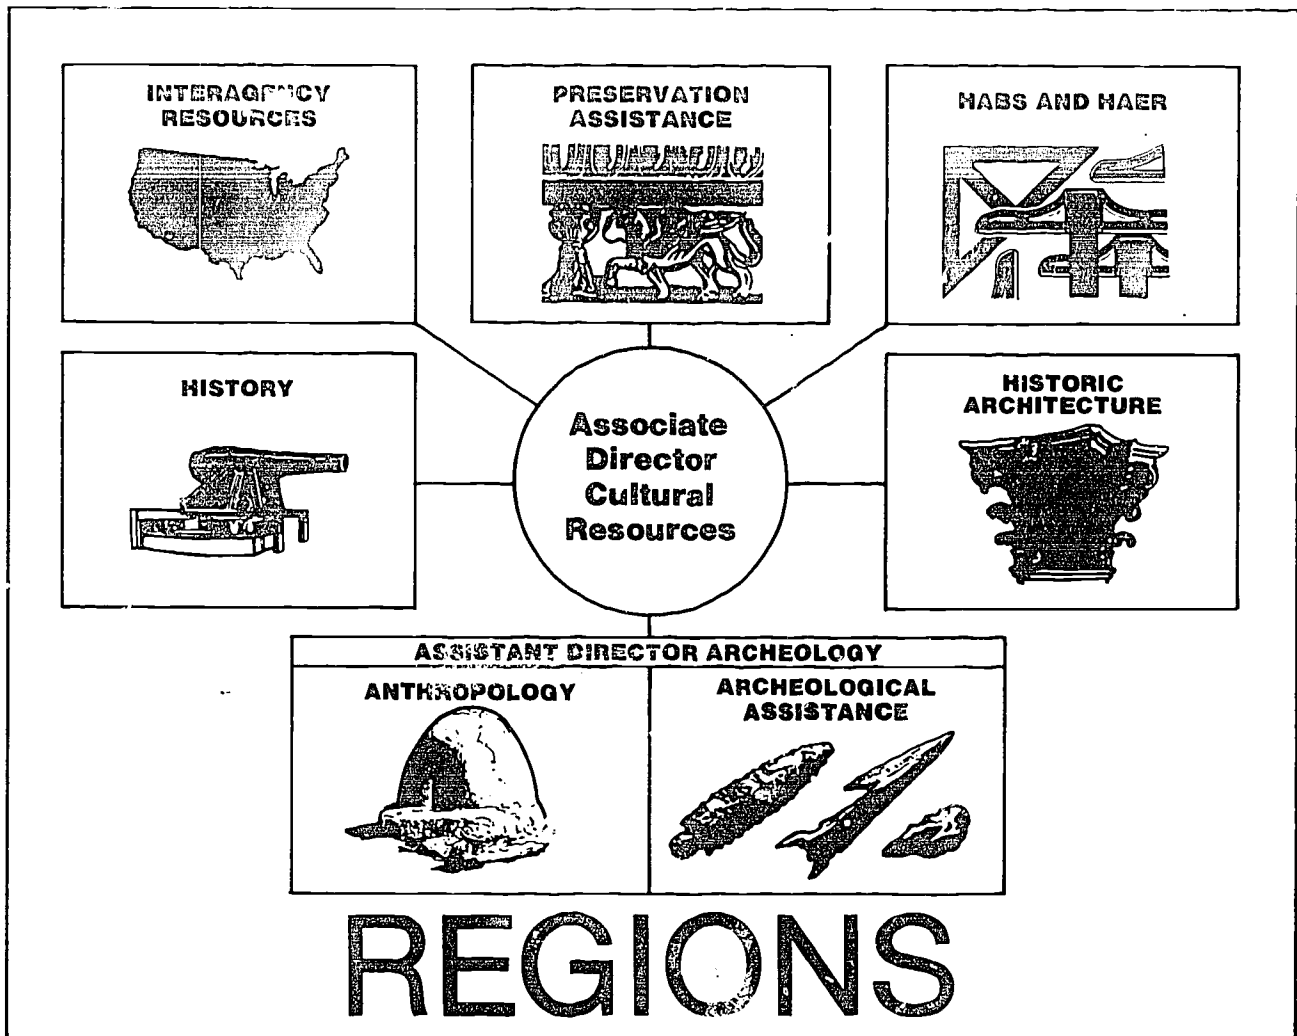 INTERAGENCY
RESOURCES
PRESERVATION
ASSISTANCE
HABS AND HAER
HISTORY
Associate
Director
Cultural
Resources
HISTORIC
ARCHITECTURE
ASSISTANT DIRECTOR ARCHEOLOGY
ANTHROPOLOGY
ARCHEOLOGICAL
ASSISTANCE
REGIONS